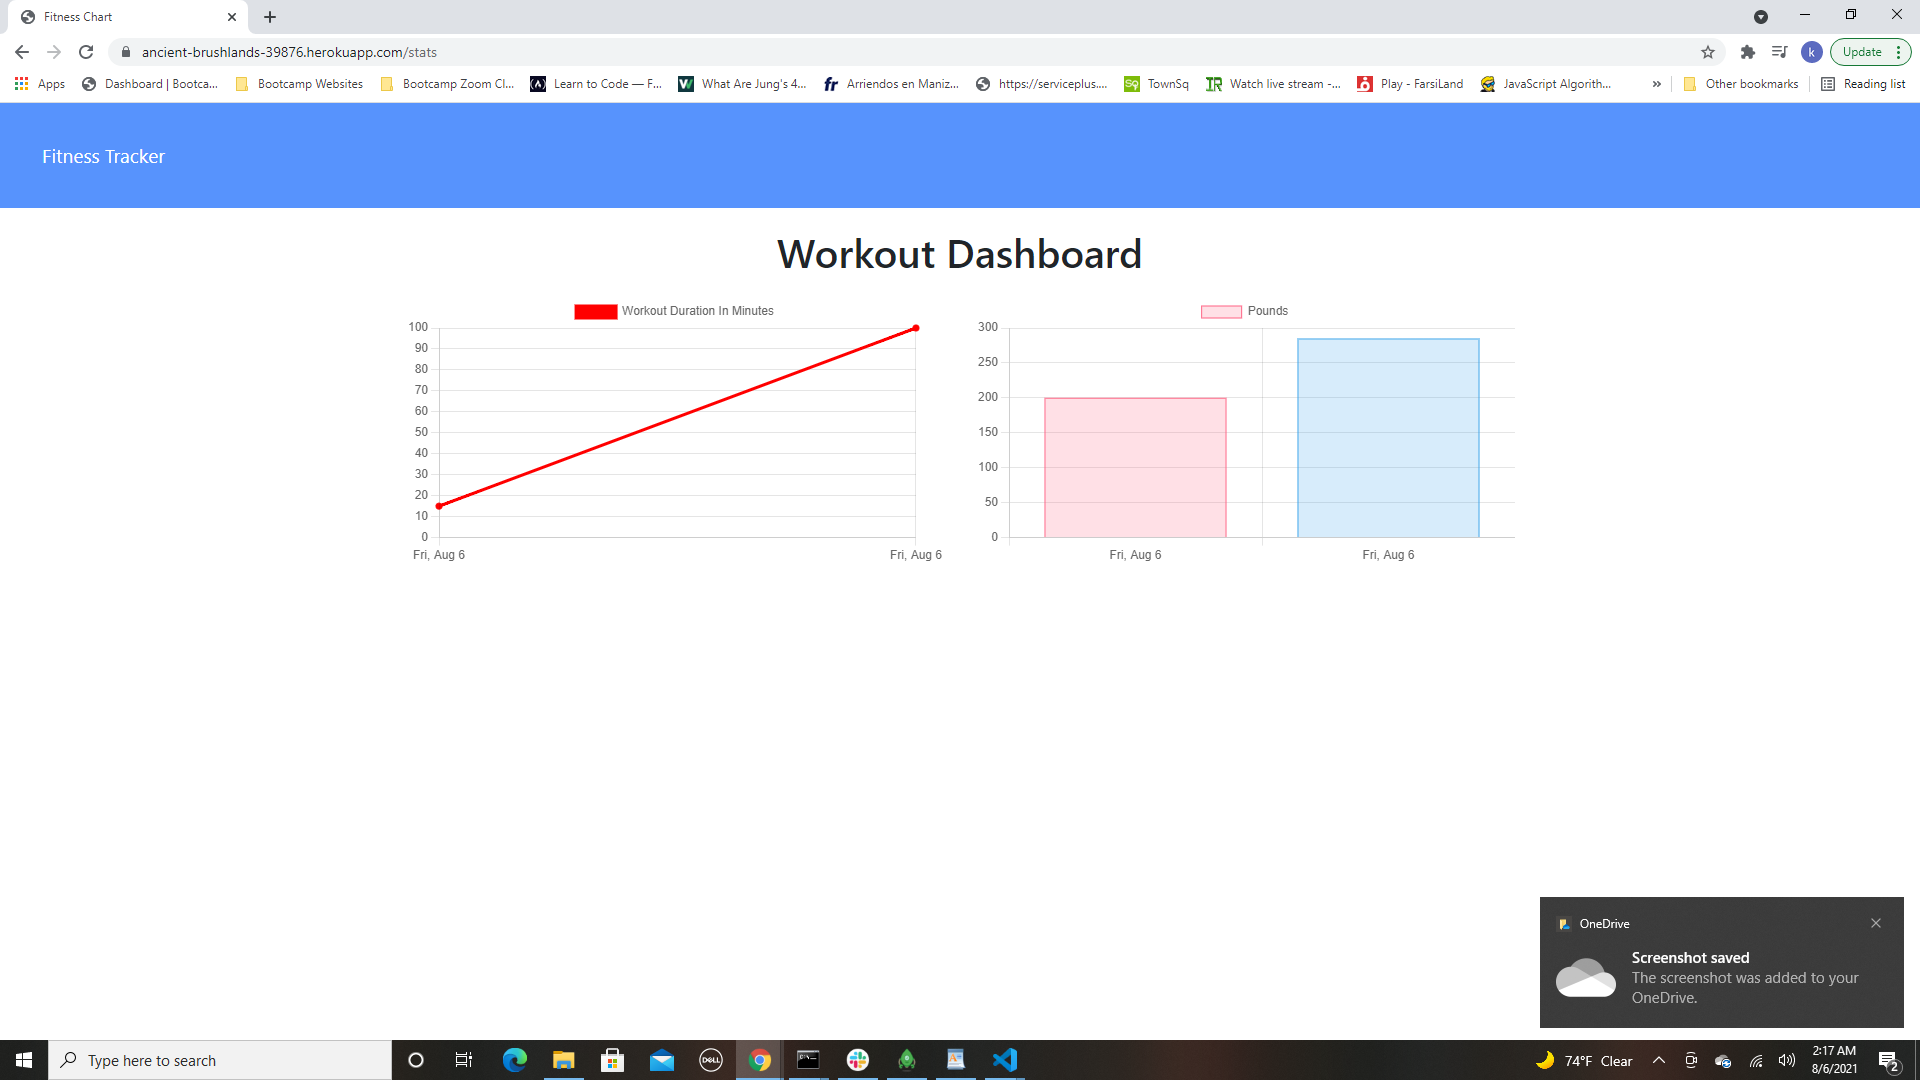 Fitness Chart
ancient-brushlands-39876.herokuapp.com/stats
k
Update
Apps
Dashboard | Bootca...
Bootcamp Websites
Bootcamp Zoom Cl...
Learn to Code — F...
What Are Jung's 4...
fr
Arriendos en Maniz...
https://serviceplus....
TownSq
Watch live stream -...
Play - FarsiLand
JavaScript Algorith...
»
Other bookmarks
Reading list
Fitness Tracker
Workout Dashboard
Workout Duration In Minutes
100
90
80
70
60
50
40
30
20
10
0
Fri, Aug 6
Fri, Aug 6
Pounds
300
250
200
150
100
50
0
Fri, Aug 6
Fri, Aug 6
OneDrive
Screenshot saved
The screenshot was added to your
OneDrive.
Type here to search
DELL
74°F Clear
2:17 AM
8/6/2021
2